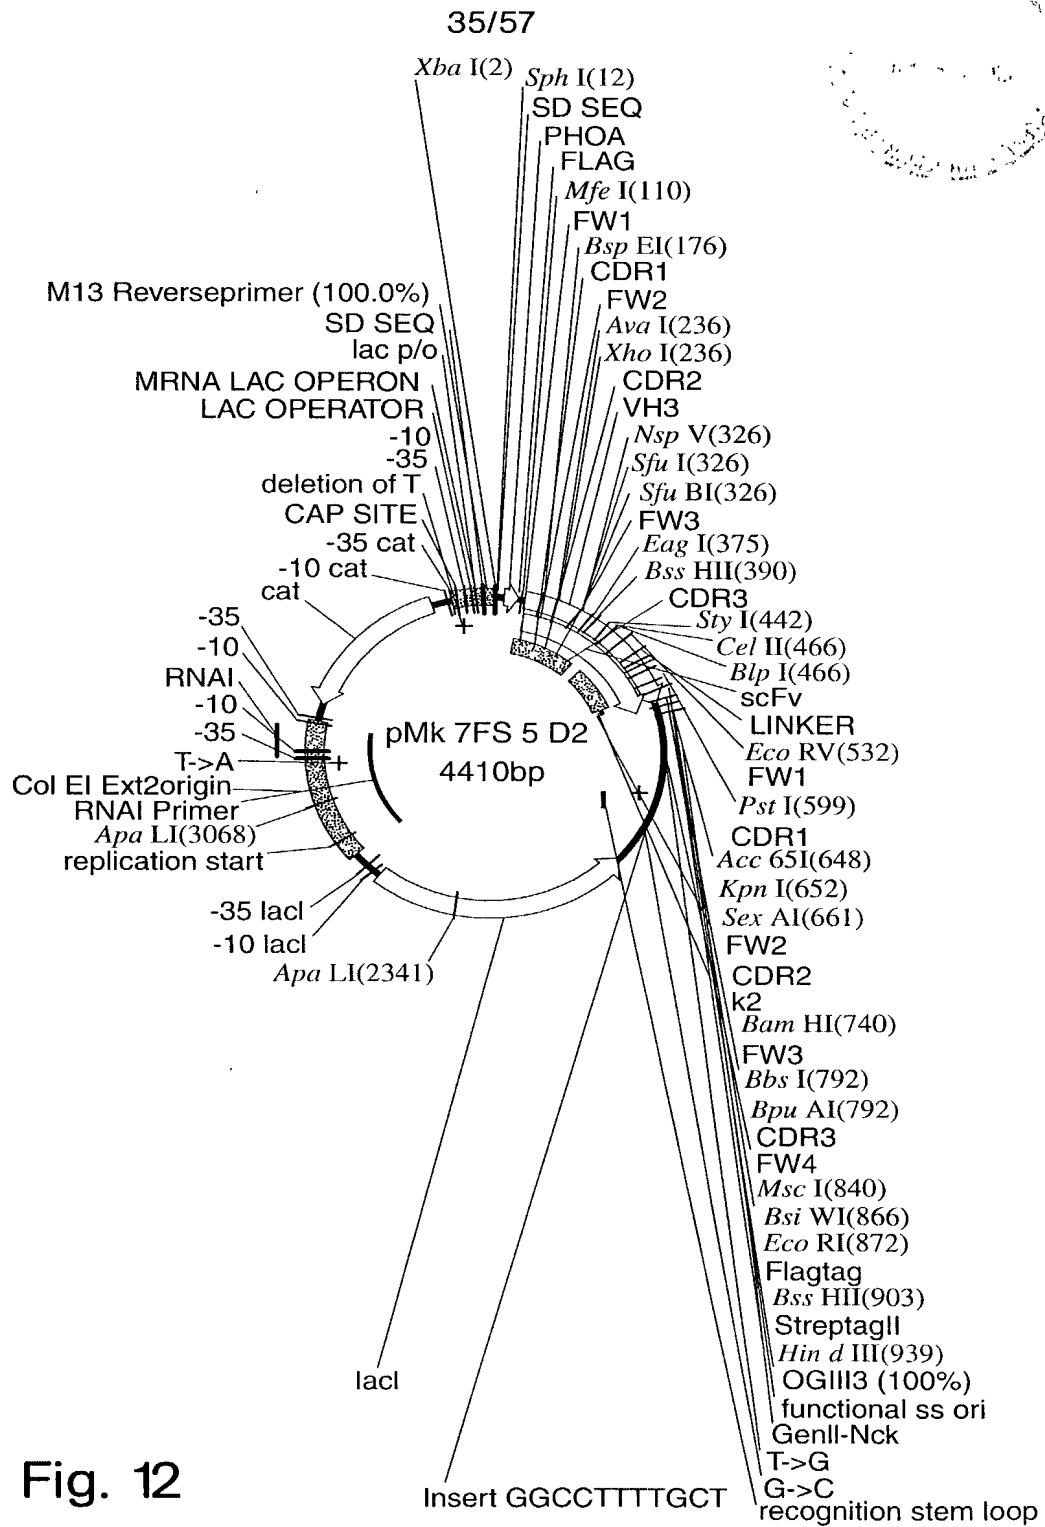 35/57
Xba I(2)
Sph I(12)
SD SEQ
PHOA
FLAG
Mfe I(110)
FW1
Bsp EI(176)
CDR1
FW2
Ava I(236)
Xho I(236)
CDR2
VH3
Nsp V(326)
Sfu I(326)
Sfu BI(326)
FW3
Eag I(375)
Bss HII(390)
CDR3
Sty I(442)
Cel II(466)
Blp I(466)
scFv
LINKER
Eco RV(532)
FW1
Pst I(599)
CDR1
Acc 65I(648)
Kpn I(652)
Sex AI(661)
FW2
CDR2
k2
Bam HI(740)
FW3
Bbs I(792)
Bpu AI(792)
CDR3
FW4
Msc I(840)
Bsi WI(866)
Eco RI(872)
Flagtag
Bss HII(903)
StreptagII
Hin d III(939)
OGIII3 (100%)
functional ss ori
GenII-Nck
T->G
G->C
recognition stem loop
M13 Reverseprimer (100.0%)
SD SEQ
lac p/o
MRNA LAC OPERON
LAC OPERATOR
-10
-35
deletion of T
CAP SITE
-35 cat
-10 cat
cat
-35
-10
RNAI
-10
-35
T->A
Col EI Ext2origin
RNAI Primer
Apa LI(3068)
replication start
-35 lacI
-10 lacI
Apa LI(2341)
pMk 7FS 5 D2
4410bp
lacI
Insert GGCCTTTTGCT
Fig. 12